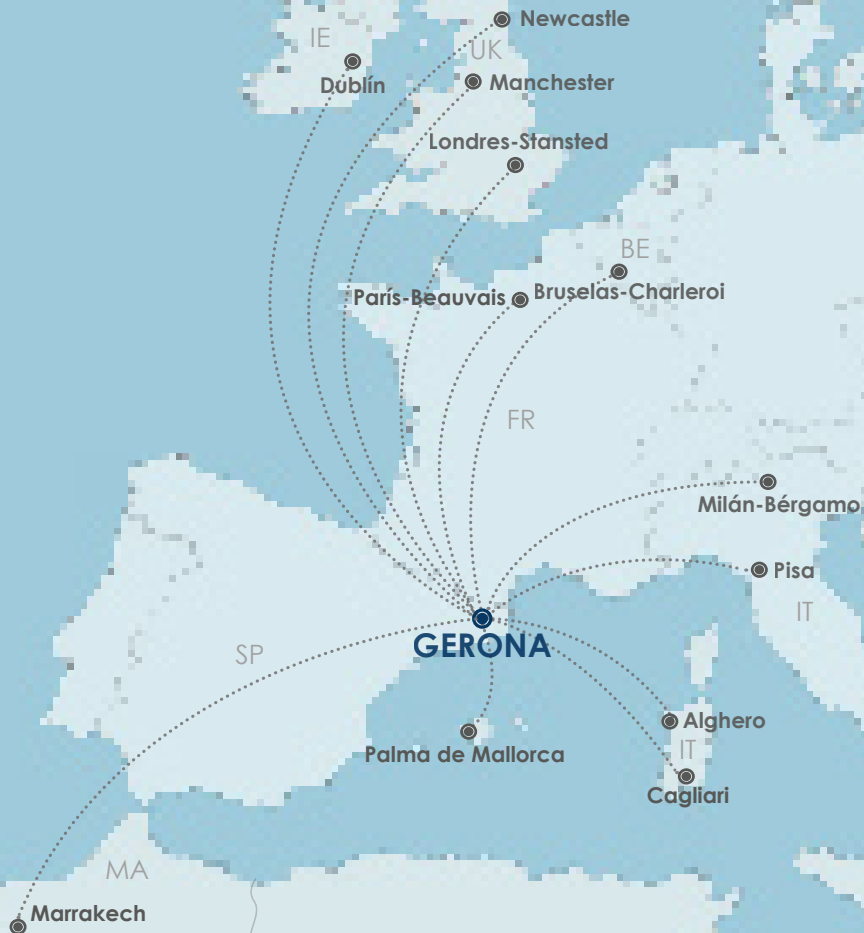 Newcastle
IE
UK
Dublín
Manchester
Londres-Stansted
BE
París-Beauvais
Bruselas-Charleroi
FR
Milán-Bérgamo
Pisa
IT
GERONA
SP
Alghero
IT
Palma de Mallorca
Cagliari
MA
Marrakech